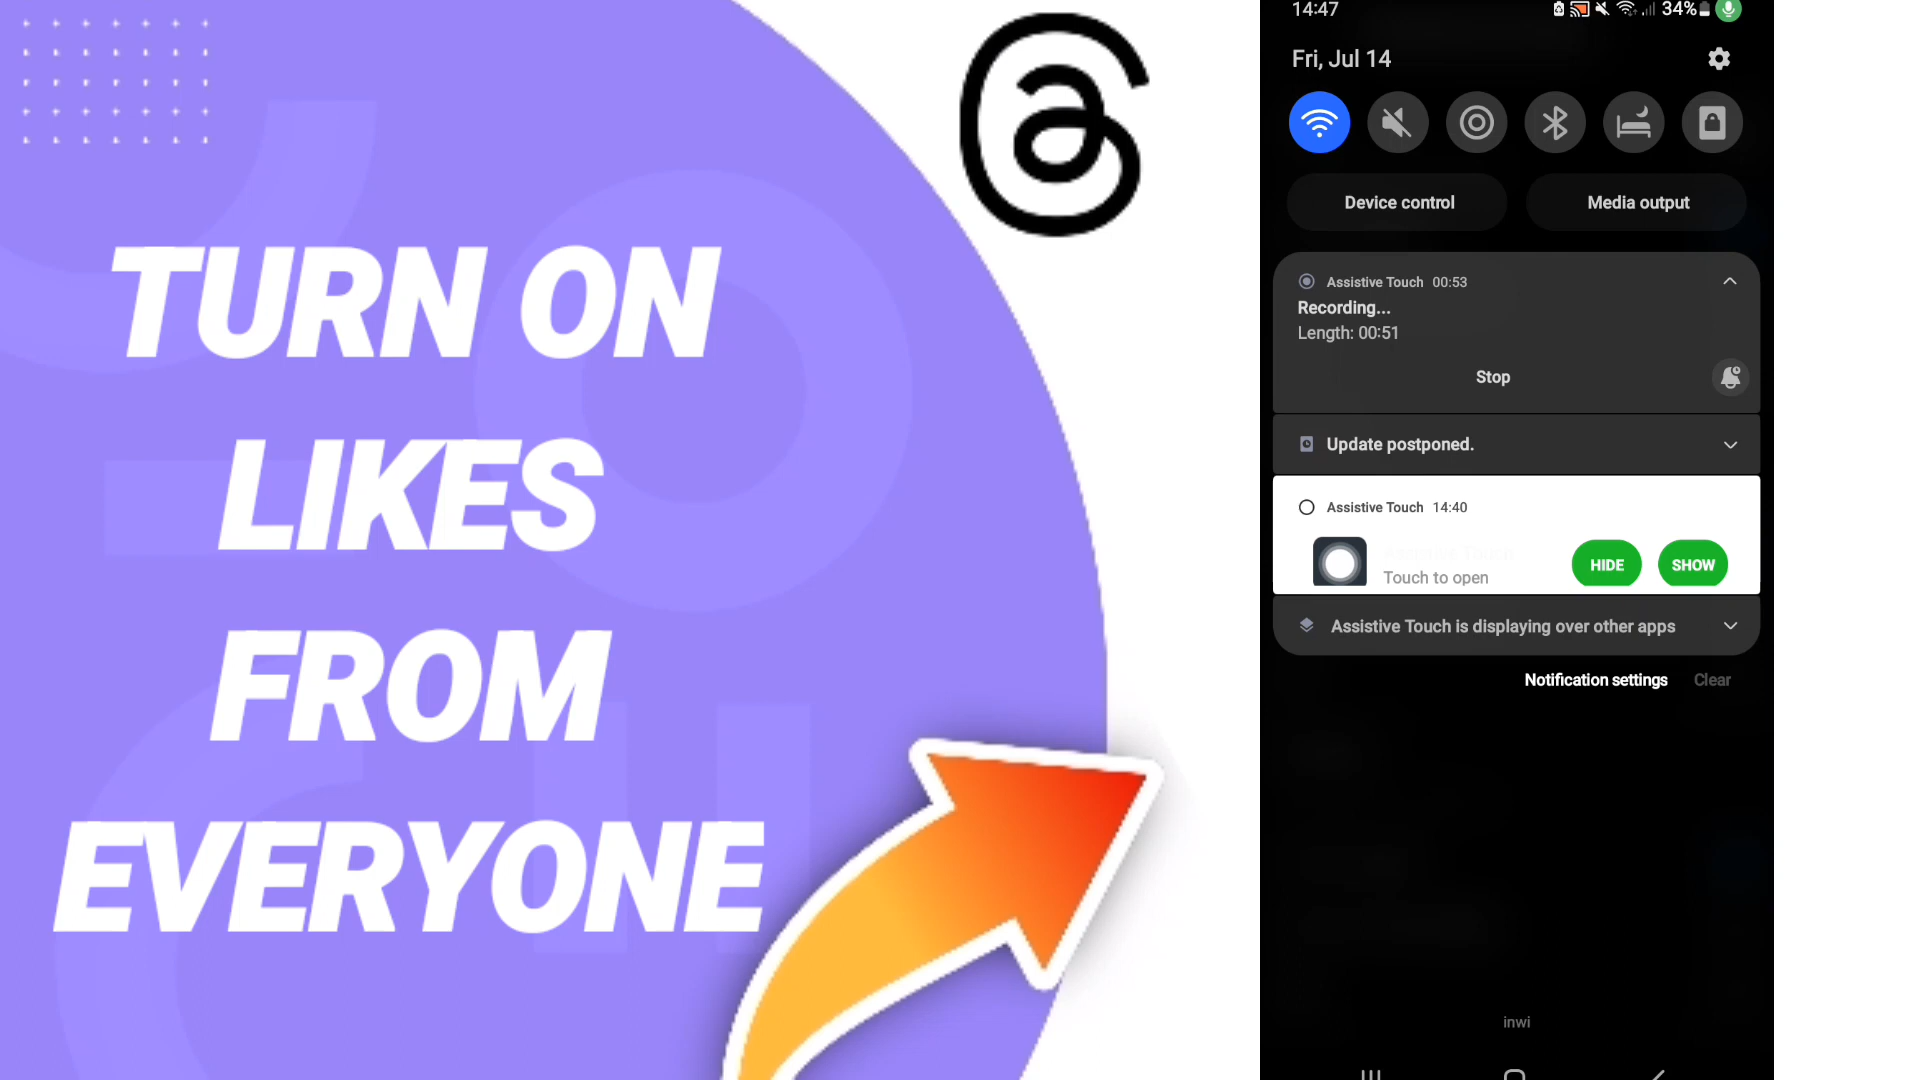 TURN ON
LIKES
FROM
EVERYONE
14:47
34%
Fri, Jul 14
Device control
Media output
Assistive Touch 00:53
Recording...
Length: 00:51
Stop
Update postponed.
Assistive Touch 14:40
Touch to open
HIDE
SHOW
Assistive Touch is displaying over other apps
Notification settings
Clear
inwi